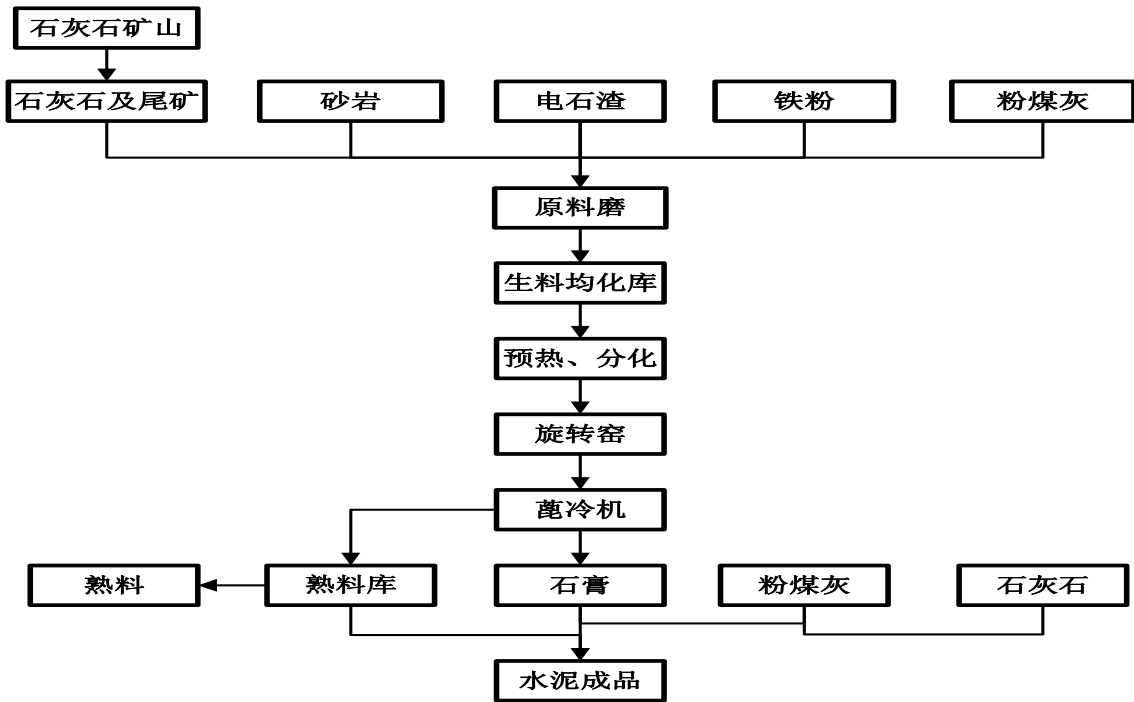 石灰石矿山
石灰石及尾矿
砂岩
电石渣
铁粉
粉煤灰
原料磨
生料均化库
预热、分化
旋转窑
蓖冷机
熟料
熟料库
石膏
粉煤灰
石灰石
水泥成品